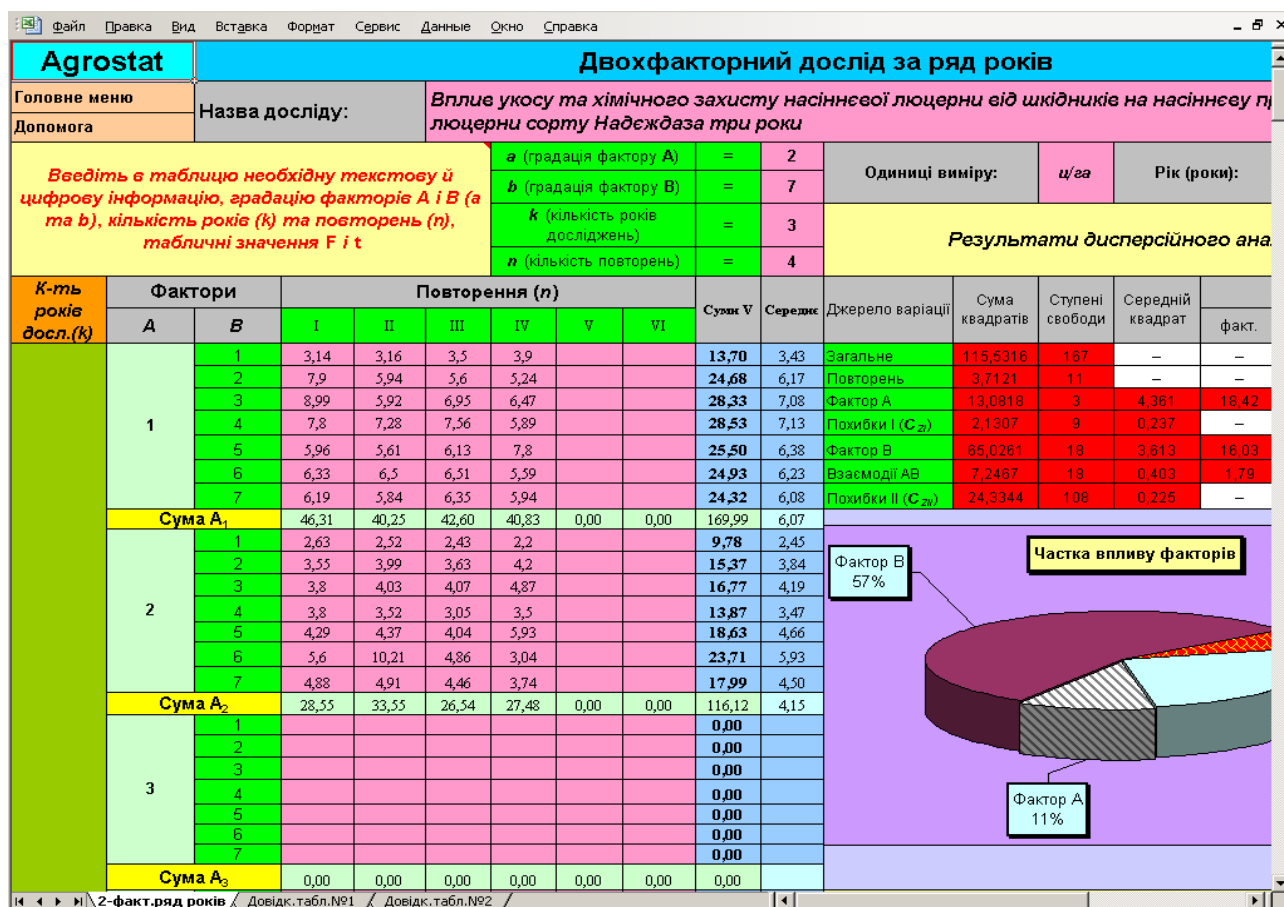 Файл Правка Вид Вставка Формат Сервис Данные Окно Справка
Agrostat Двохфакторний дослід за ряд років
Головне меню
Допомога
Назва досліду:
Вплив укосу та хімічного захисту насіннєвої люцерни від шкідників на насіннєву
люцерни сорту Надєждаза три роки
Введіть в таблицю необхідну текстову й
цифрову інформацію, градацію факторів А і В (а
та b), кількість років (k) та повторень (n),
табличні значення F і t
a (градація фактору А) = 2
b (градація фактору В) = 7
k (кількість років
досліджень) = 3
n (кількість повторень) = 4
Одиниці виміру: ц/га Рік (роки):
Результати дисперсійного ана
К-ть
років
досл.(k)
Фактори Повторення (n)
А В I II III IV V VI Суми V Середнє
Джерело варіації Сума
квадратів Ступені
свободи Середній
квадрат факт.
1
1 3,14 3,16 3,5 3,9 13,70 3,43 Загальне 115,5316 167 – –
2 7,9 5,94 5,6 5,24 24,68 6,17 Повторень 3,7121 11 – –
3 8,99 5,92 6,95 6,47 28,33 7,08 Фактор А 13,0818 3 4,361 18,42
4 7,8 7,28 7,56 5,89 28,53 7,13 Похибки I (C ZI) 2,1307 9 0,237 –
5 5,96 5,61 6,13 7,8 25,50 6,38 Фактор В 65,0261 18 3,613 16,03
6 6,33 6,5 6,51 5,59 24,93 6,23 Взаємодії АВ 7,2467 18 0,403 1,79
7 6,19 5,84 6,35 5,94 24,32 6,08 Похибки II (C ZII) 24,3344 108 0,225 –
Сума А1 46,31 40,25 42,60 40,83 0,00 0,00 169,99 6,07
2
1 2,63 2,52 2,43 2,2 9,78 2,45
2 3,55 3,99 3,63 4,2 15,37 3,84
3 3,8 4,03 4,07 4,87 16,77 4,19
4 3,8 3,52 3,05 3,5 13,87 3,47
5 4,29 4,37 4,04 5,93 18,63 4,66
6 5,6 10,21 4,86 3,04 23,71 5,93
7 4,88 4,91 4,46 3,74 17,99 4,50
Сума А2 28,55 33,55 26,54 27,48 0,00 0,00 116,12 4,15
3
1 0,00
2 0,00
3 0,00
4 0,00
5 0,00
6 0,00
7 0,00
Сума А3 0,00 0,00 0,00 0,00 0,00 0,00 0,00
Частка впливу факторів
Фактор В
57%
Фактор А
11%
2-факт.ряд років Довідк.табл.№1 Довідк.табл.№2